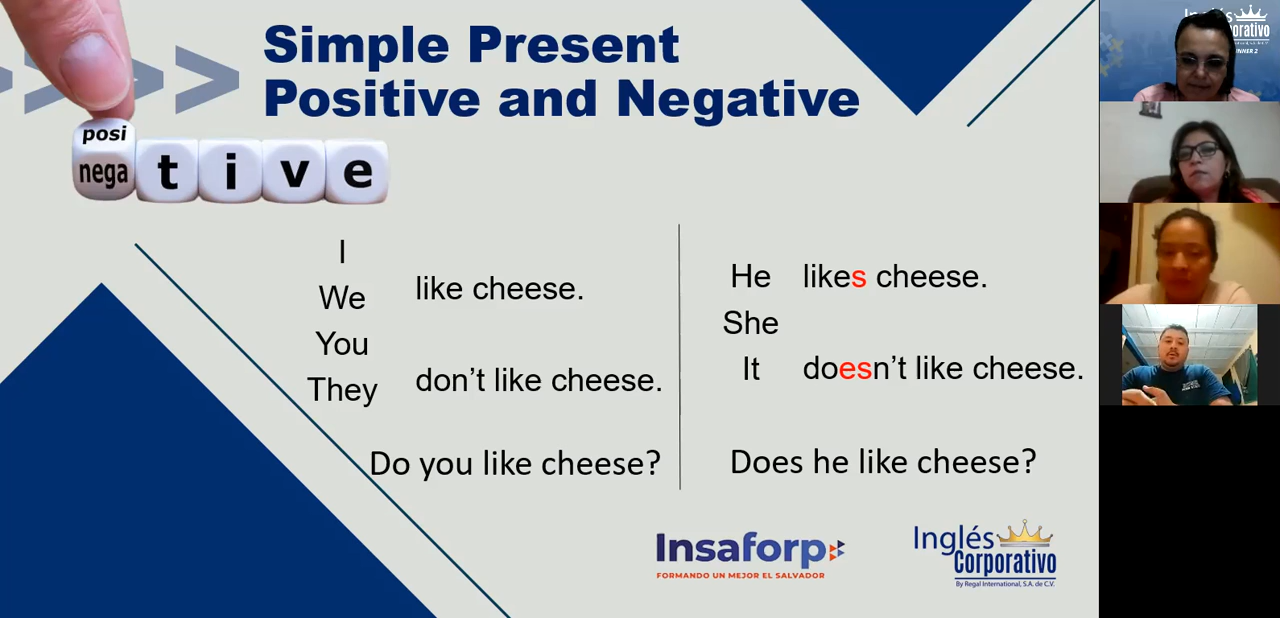 Simple Present
Positive and Negative
posi
nega t i v e
I
We
You
They
like cheese.
don't like cheese.
Do you like cheese?
He
She
It
likes cheese.
doesn't like cheese.
Does he like cheese?
Insaforp
FORMANDO UN MEJOR EL SALVADOR
Inglés
Corporativo
By Regal International, S.A. de C.V.